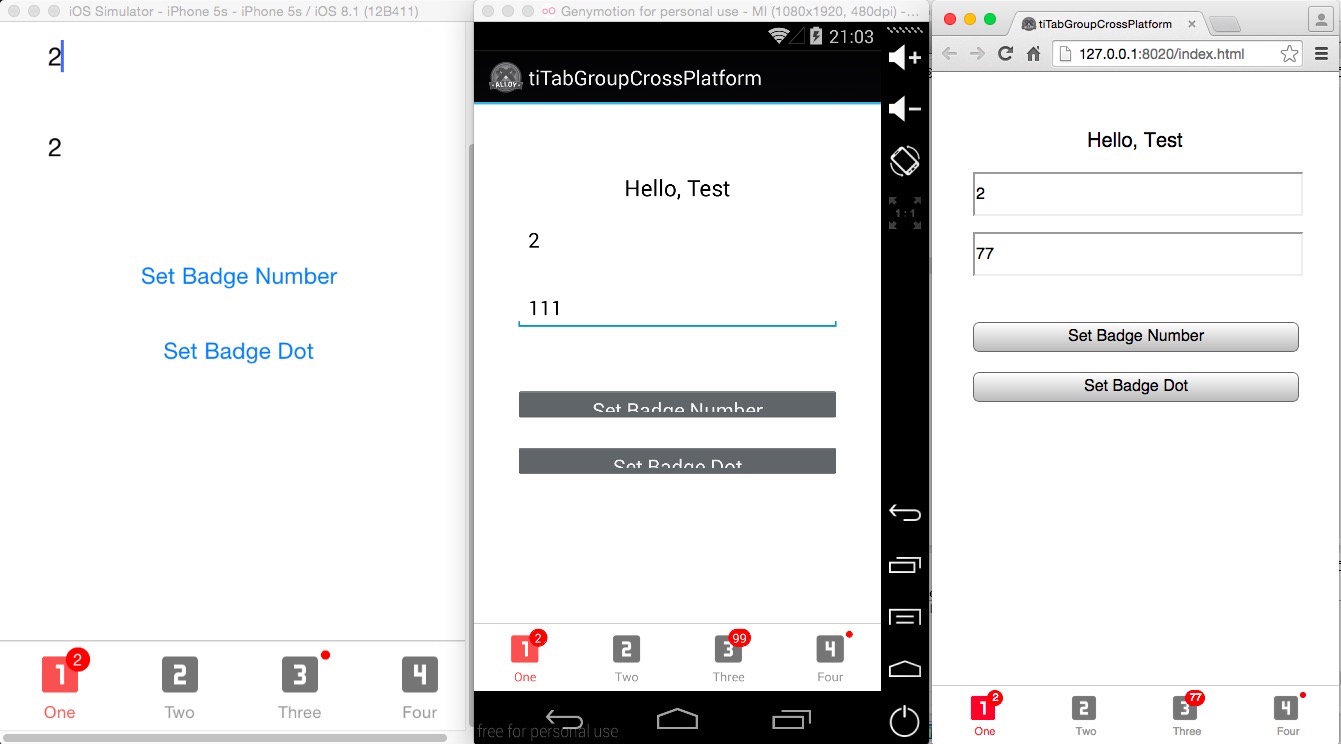 iOS Simulator - iPhone 5s - iPhone 5s / iOS 8.1 (12B411)
2
2
Set Badge Number
Set Badge Dot
1 2
2
3
4
One
Two
Three
Four
Genymotion for personal use - MI (1080x1920, 480dpi) -...
21:03
ALLOY
tiTabGroupCrossPlatform
Hello, Test
2
111
Set Badge Number
Set Badge Dot
1 2
2
3 99
4
One
Two
Three
Four
free for personal use
1:1
tiTabGroupCrossPlatform
127.0.0.1:8020/index.html
Hello, Test
2
77
Set Badge Number
Set Badge Dot
1 2
2
3 77
4
One
Two
Three
Four